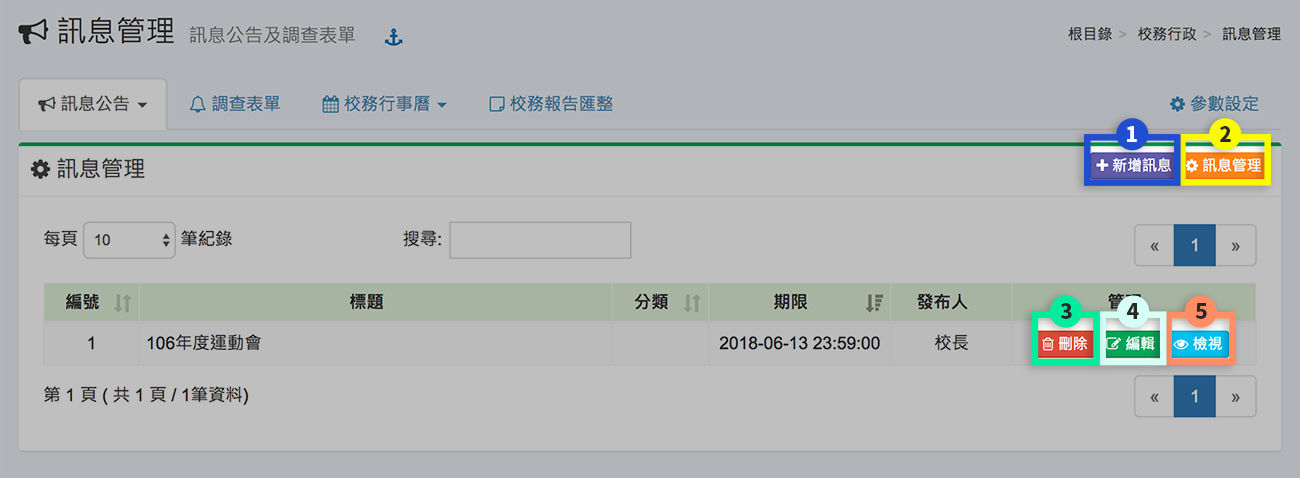 訊息管理 訊息公告及調查表單
根目錄 > 校務行政 > 訊息管理
訊息公告 調查表單 校務行事曆 校務報告匯整 參數設定
1 2
訊息管理 新增訊息 訊息管理
每頁 10 筆紀錄 搜尋: « 1 »
編號 標題 分類 期限 發布人 管理
3 4 5
1 106年度運動會 2018-06-13 23:59:00 校長 刪除 編輯 檢視
第 1 頁 ( 共 1 頁 / 1筆資料) « 1 »